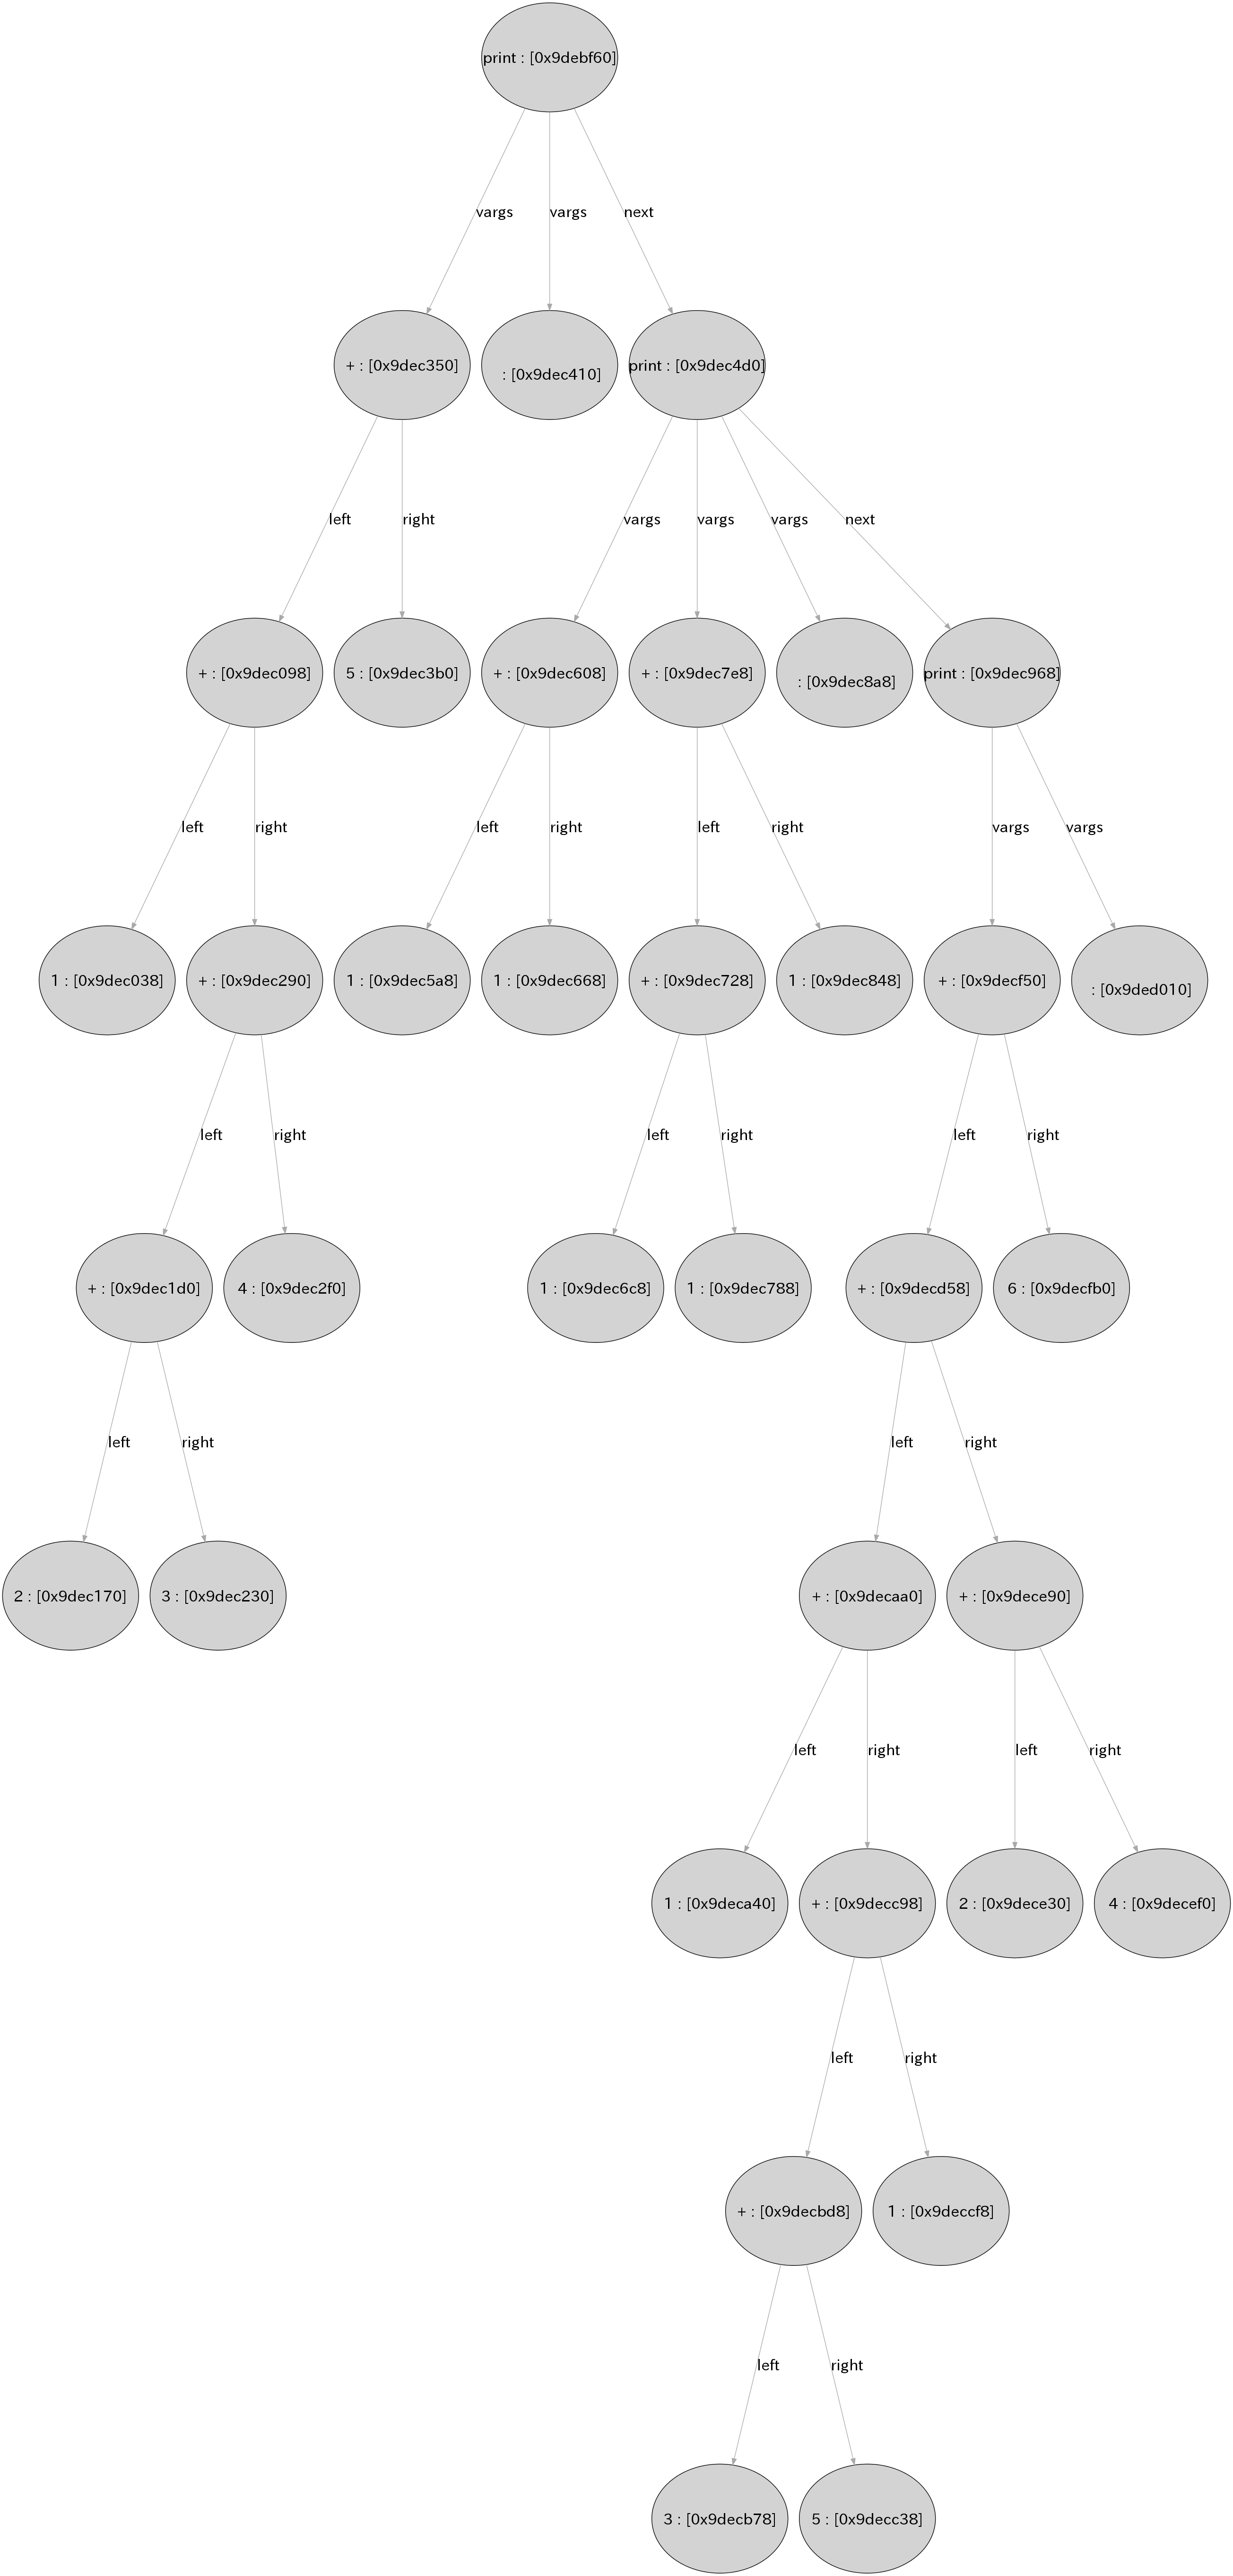 print : [0x9debf60]
vargs
vargs
next
+ : [0x9dec350]
: [0x9dec410]
print : [0x9dec4d0]
left
right
vargs
vargs
vargs
next
+ : [0x9dec098]
5 : [0x9dec3b0]
+ : [0x9dec608]
+ : [0x9dec7e8]
: [0x9dec8a8]
print : [0x9dec968]
left
right
left
right
left
right
vargs
vargs
1 : [0x9dec038]
+ : [0x9dec290]
1 : [0x9dec5a8]
1 : [0x9dec668]
+ : [0x9dec728]
1 : [0x9dec848]
+ : [0x9decf50]
: [0x9ded010]
left
right
left
right
left
right
+ : [0x9dec1d0]
4 : [0x9dec2f0]
1 : [0x9dec6c8]
1 : [0x9dec788]
+ : [0x9decd58]
6 : [0x9decfb0]
left
right
left
right
2 : [0x9dec170]
3 : [0x9dec230]
+ : [0x9decaa0]
+ : [0x9dece90]
left
right
left
right
1 : [0x9deca40]
+ : [0x9decc98]
2 : [0x9dece30]
4 : [0x9decef0]
left
right
+ : [0x9decbd8]
1 : [0x9deccf8]
left
right
3 : [0x9decb78]
5 : [0x9decc38]